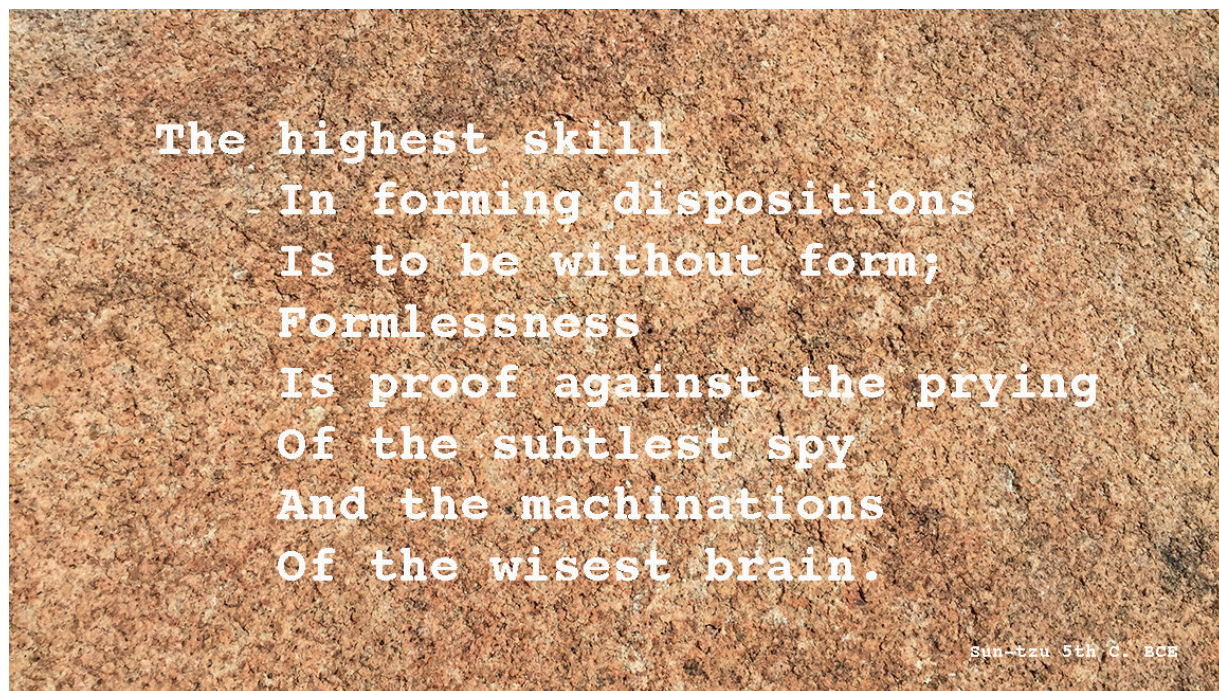 The highest skill
In forming dispositions
Is to be without form;
Formlessness
Is proof against the prying
Of the subtlest spy
And the machinations
Of the wisest brain.
Sun-tzu 5th C. BCE